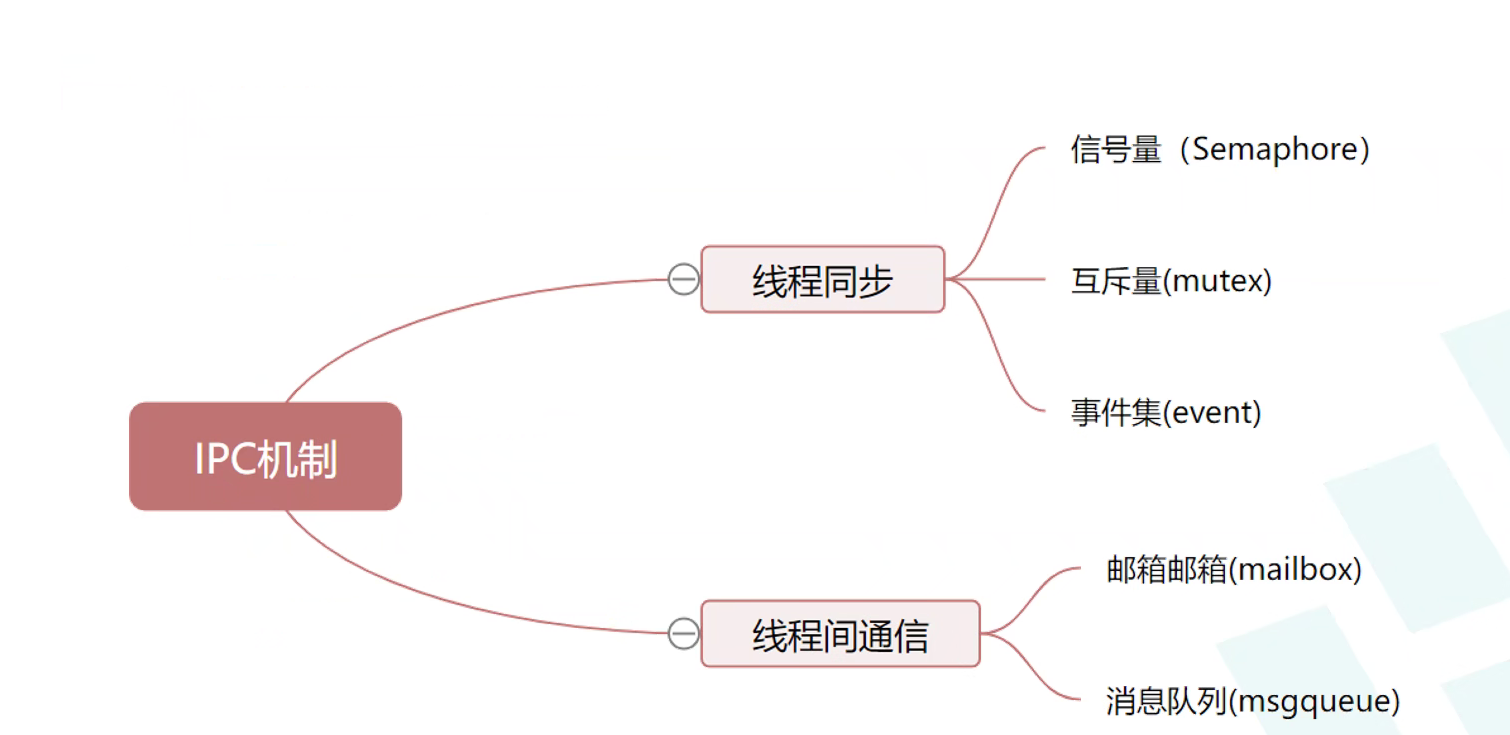 信号量（Semaphore）
线程同步
互斥量(mutex)
事件集(event)
IPC机制
邮箱邮箱(mailbox)
线程间通信
消息队列(msgqueue)